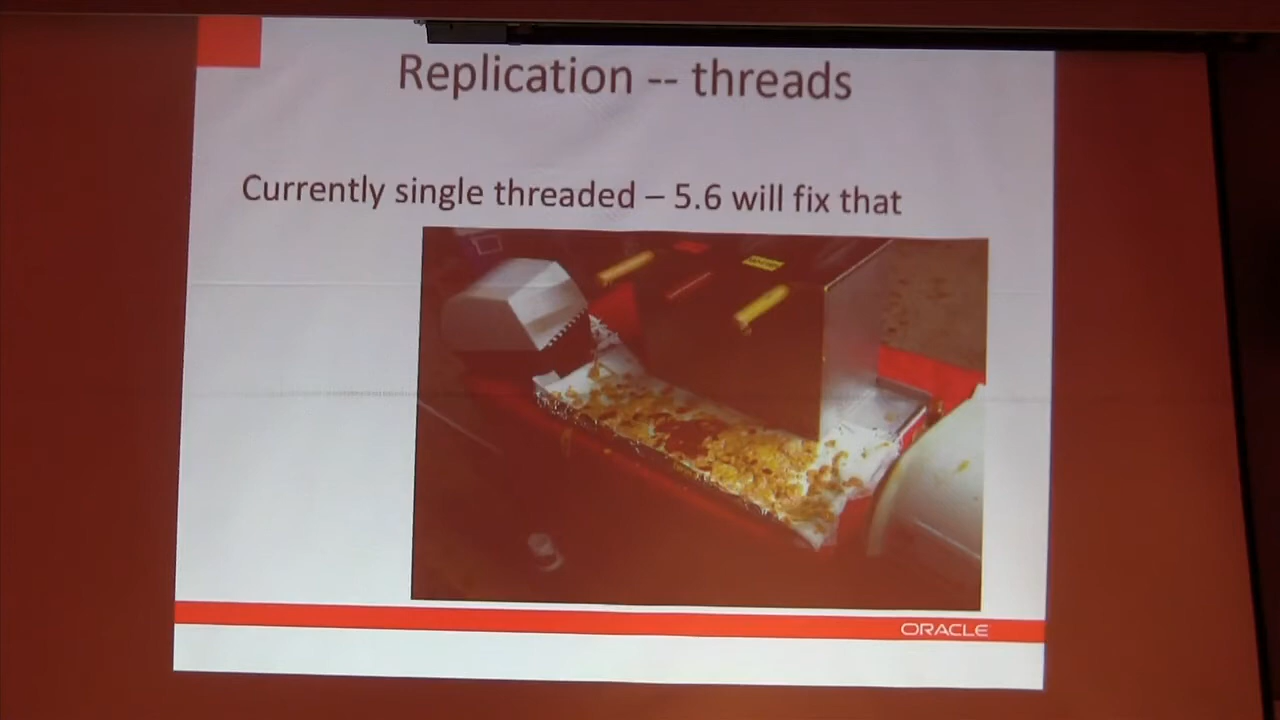 Replication -- threads
Currently single threaded – 5.6 will fix that
ORACLE